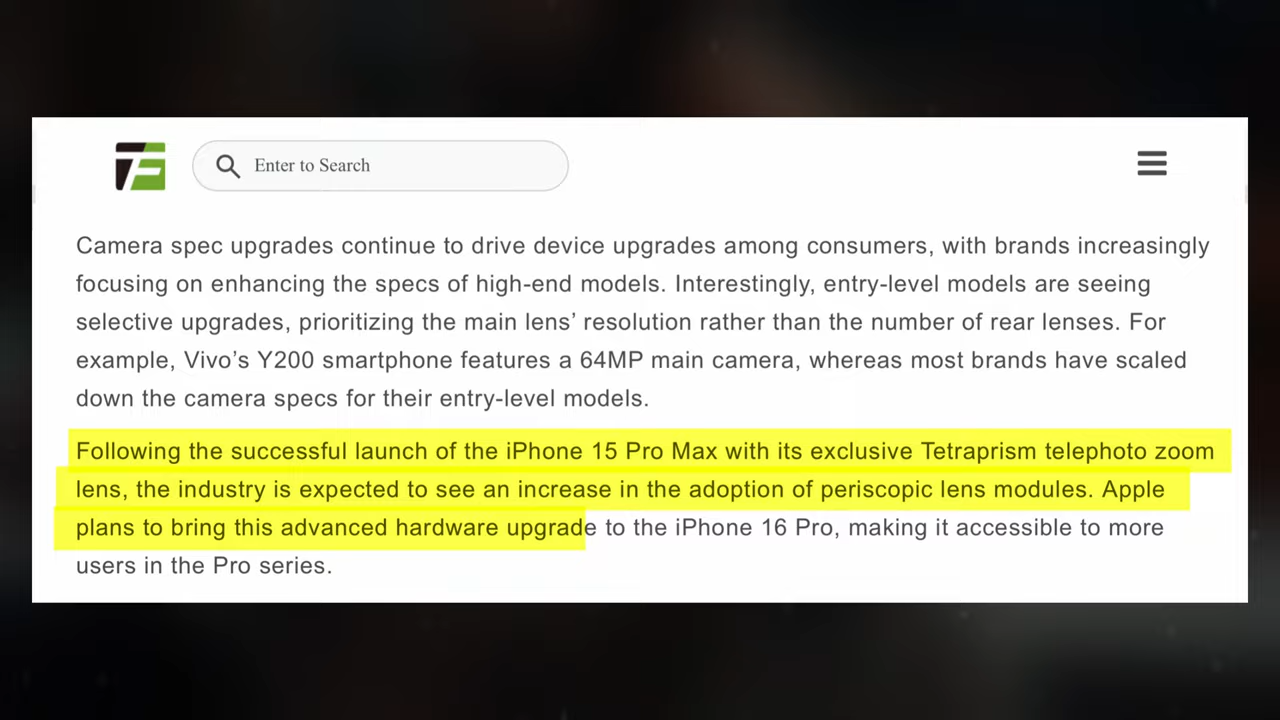 Enter to Search
Camera spec upgrades continue to drive device upgrades among consumers, with brands increasingly
focusing on enhancing the specs of high-end models. Interestingly, entry-level models are seeing
selective upgrades, prioritizing the main lens’ resolution rather than the number of rear lenses. For
example, Vivo’s Y200 smartphone features a 64MP main camera, whereas most brands have scaled
down the camera specs for their entry-level models.
Following the successful launch of the iPhone 15 Pro Max with its exclusive Tetraprism telephoto zoom
lens, the industry is expected to see an increase in the adoption of periscopic lens modules. Apple
plans to bring this advanced hardware upgrade to the iPhone 16 Pro, making it accessible to more
users in the Pro series.